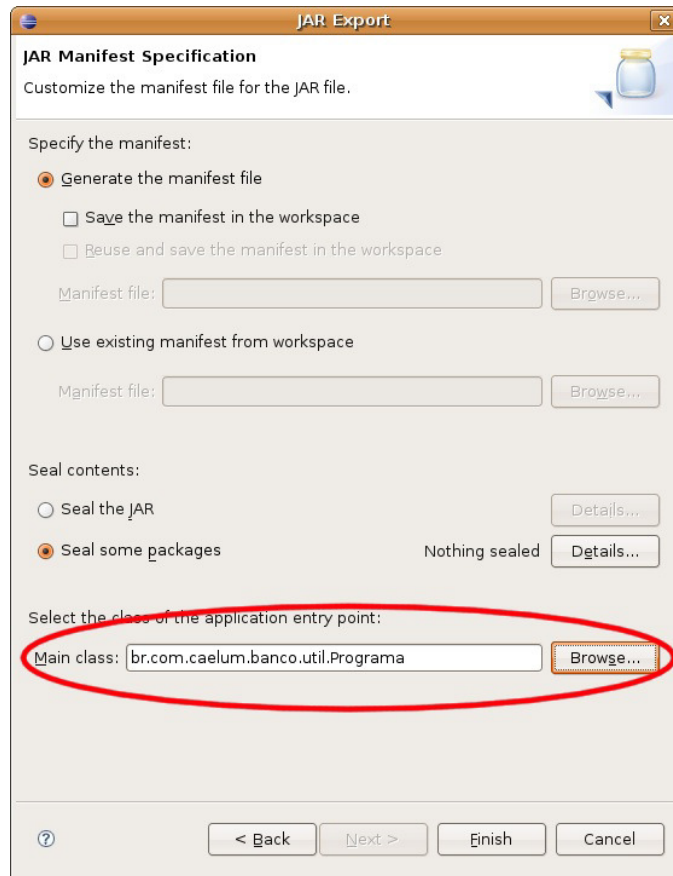 JAR Export
JAR Manifest Specification
Customize the manifest file for the JAR file.
Specify the manifest:
Generate the manifest file
Save the manifest in the workspace
Reuse and save the manifest in the workspace
Manifest file: Browse...
Use existing manifest from workspace
Manifest file: Browse...
Seal contents:
Seal the JAR Details...
Seal some packages Nothing sealed Details...
Select the class of the application entry point:
Main class: br.com.caelum.banco.util.Programa Browse...
? < Back Next > Finish Cancel